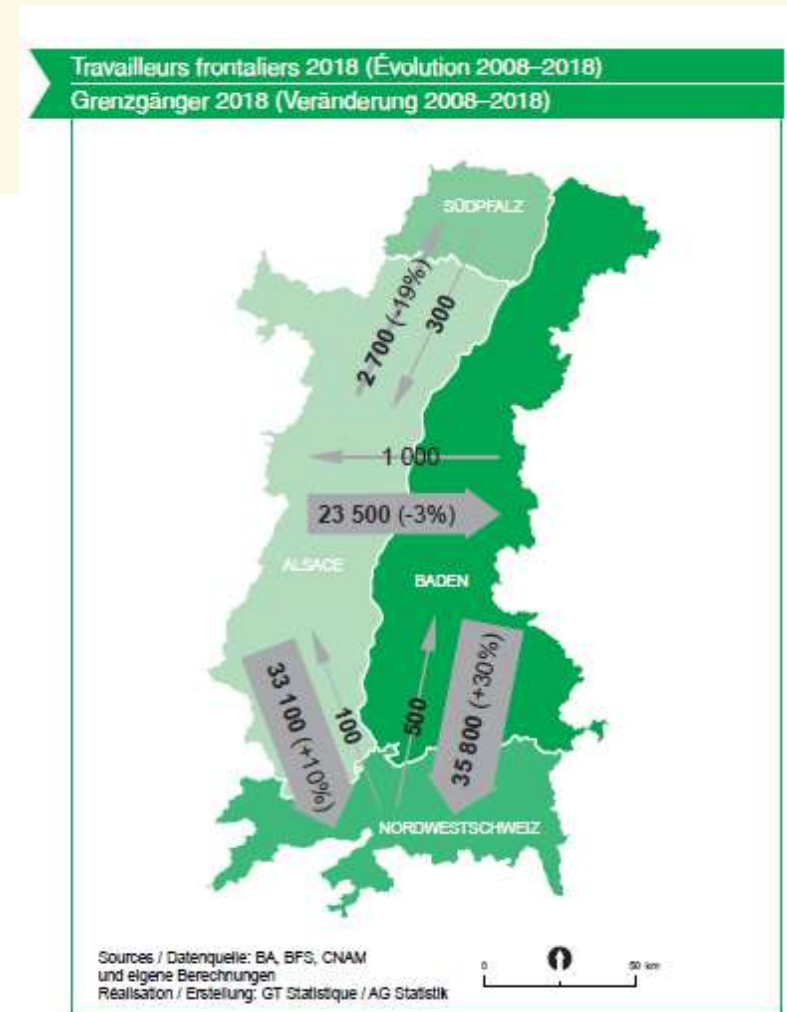 Travailleurs frontaliers 2018 (Évolution 2008–2018)
Grenzgänger 2018 (Veränderung 2008–2018)
SÜDPFALZ
2 700 (-19%)
300
1 000
23 500 (-3%)
ALSACE
BADEN
33 100 (+10%)
100
500
35 800 (+30%)
NORDWESTSCHWEIZ
Sources / Datenquelle: BA, BFS, CNAM
und eigene Berechnungen
Réalisation / Erstellung: GT Statistique / AG Statistik
0
50 km